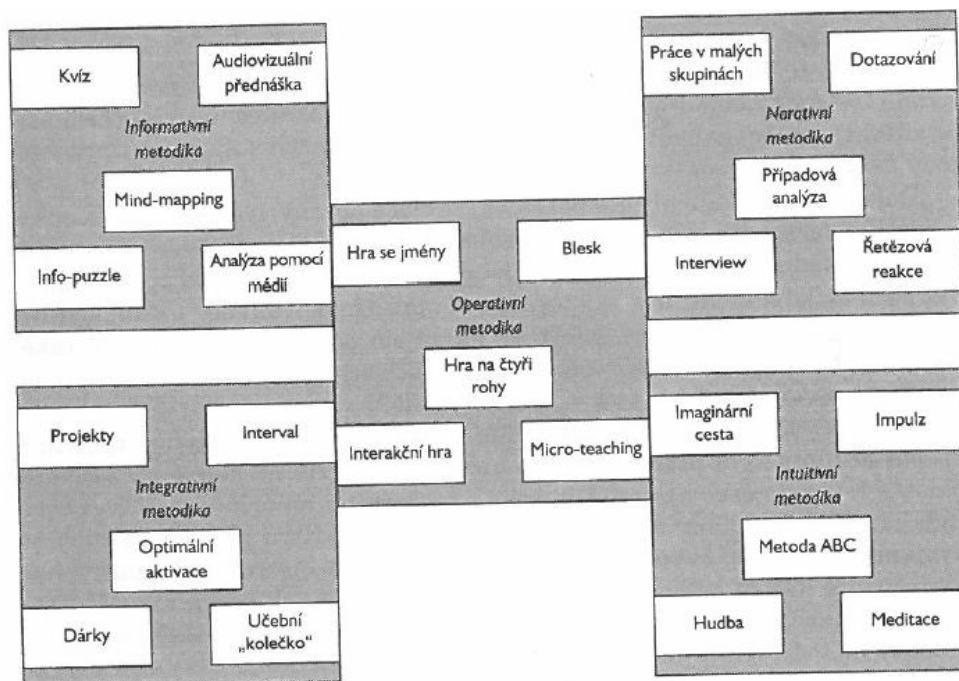 Kvíz
Audiovizuální
přednáška
Informativní
metodika
Mind-mapping
Info-puzzle
Analýza pomocí
médií
Práce v malých
skupinách
Dotazování
Narativní
metodika
Případová
analýza
Interview
Řetězová
reakce
Hra se jmény
Blesk
Operativní
metodika
Hra na čtyři
rohy
Interakční hra
Micro-teaching
Projekty
Interval
Integrativní
metodika
Optimální
aktivace
Dárky
Učební
„kolečko“
Imaginární
cesta
Impulz
Intuitivní
metodika
Metoda ABC
Hudba
Meditace